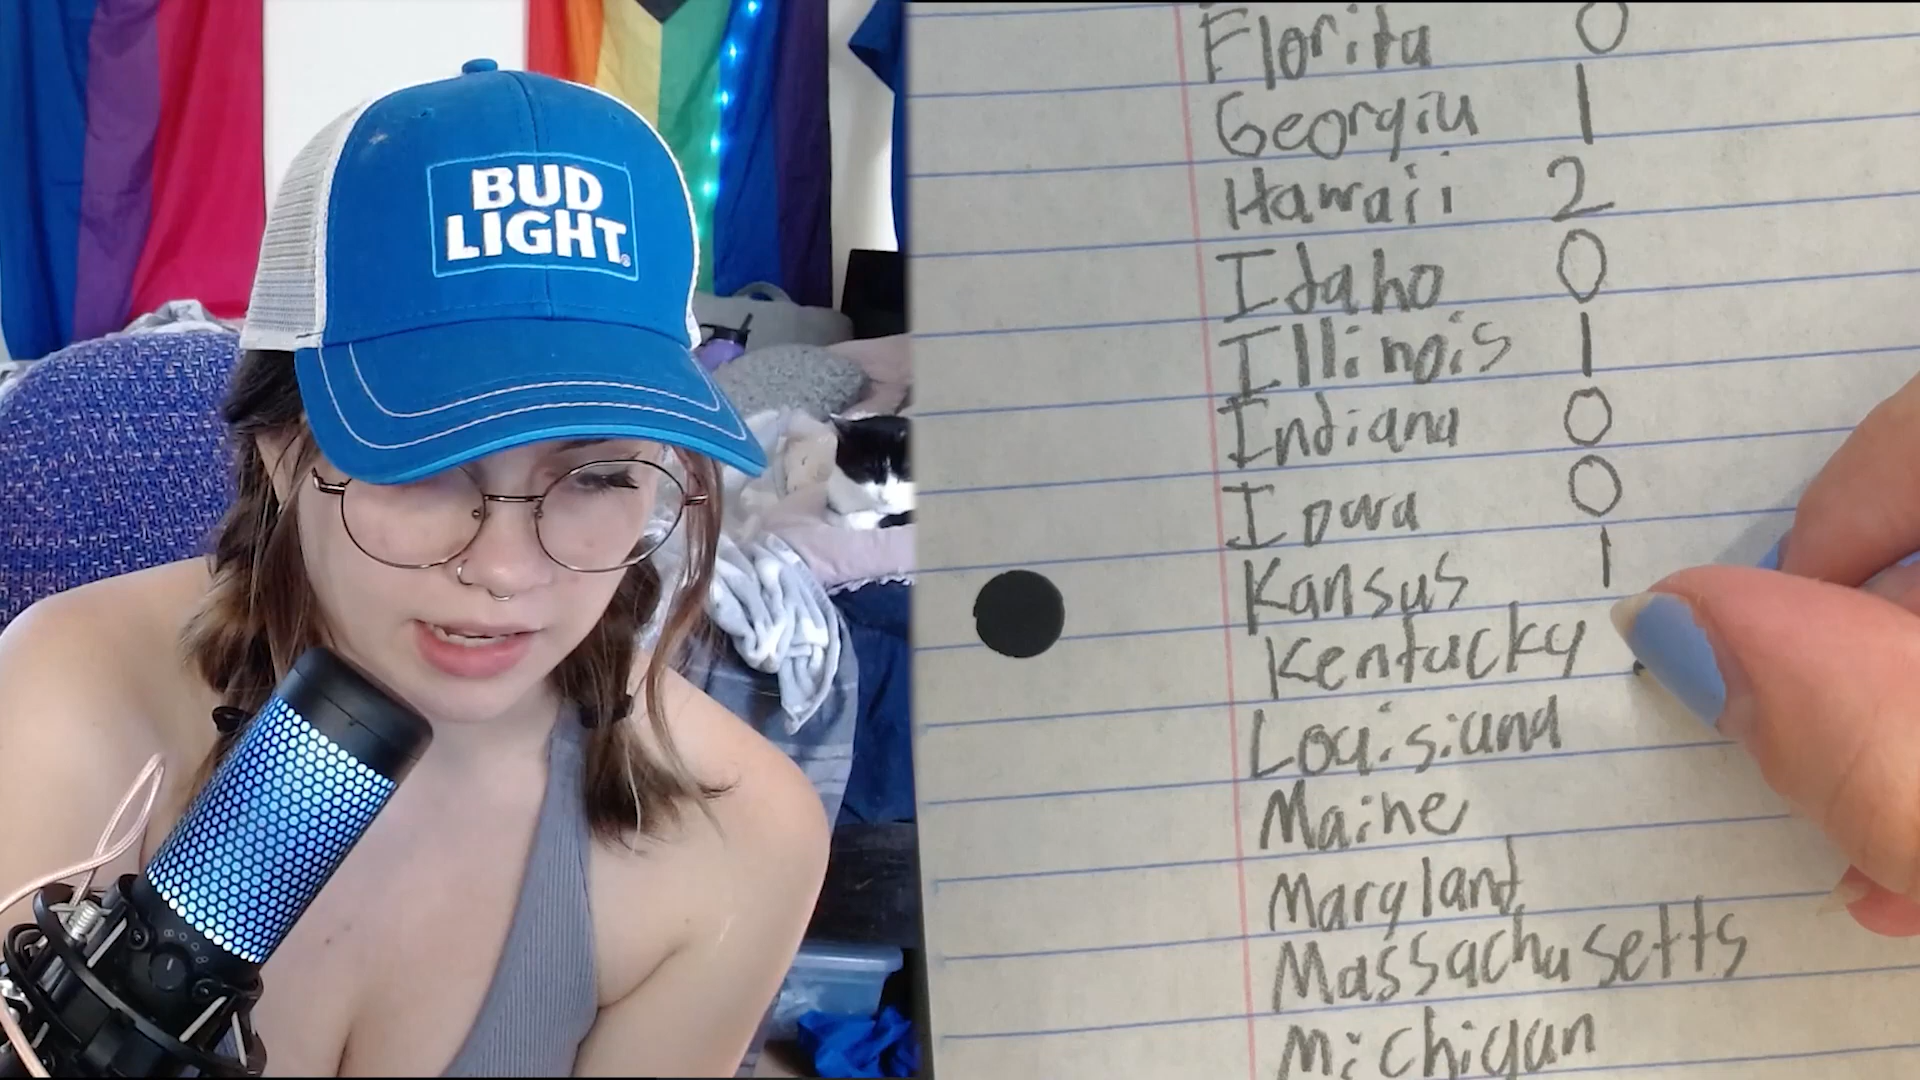 BUD
LIGHT
Florida 0
Georgia 1
Hawaii 2
Idaho 0
Illinois 1
Indiana 0
Iowa 0
Kansas 1
Kentucky
Louisiana
Maine
Maryland
Massachusetts
Michigan